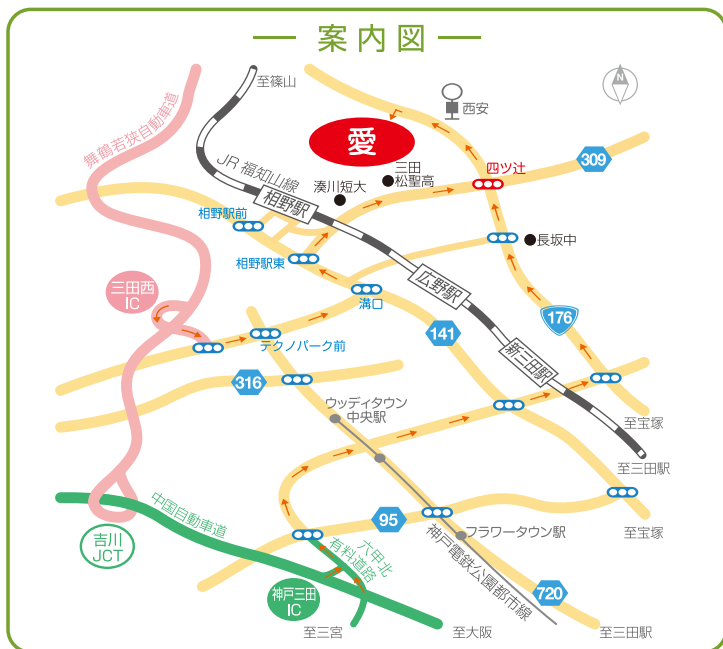 案内図
至篠山
N
西安
愛
舞鶴若狭自動車道
JR 福知山線
三田
松聖高
四ツ辻
309
湊川短大
相野駅
相野駅前
長坂中
相野駅東
三田西
IC
広野駅
溝口
176
141
テクノパーク前
新三田駅
316
ウッディタウン
中央駅
至宝塚
至三田駅
中国自動車道
95
吉川
JCT
六甲北
有料道路
神戸電鉄公園都市線
フラワータウン駅
至宝塚
神戸三田
IC
720
至三宮
至大阪
至三田駅